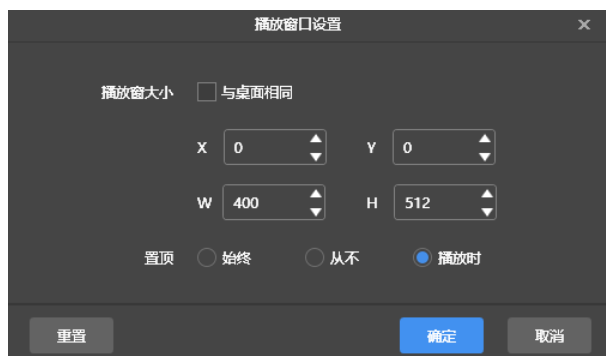 播放窗口设置 ×
播放窗大小 与桌面相同
X 0 Y 0
W 400 H 512
置顶 始终 从不 播放时
重置 确定 取消